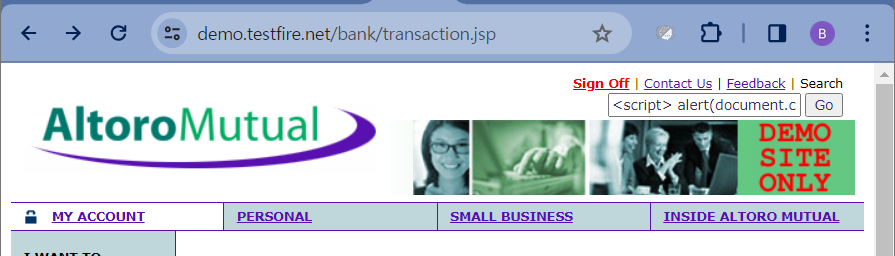 demo.testfire.net/bank/transaction.jsp
B
Sign Off | Contact Us | Feedback | Search
<script> alert(document.c Go
AltoroMutual
DEMO
SITE
ONLY
MY ACCOUNT PERSONAL SMALL BUSINESS INSIDE ALTORO MUTUAL
I WANT TO